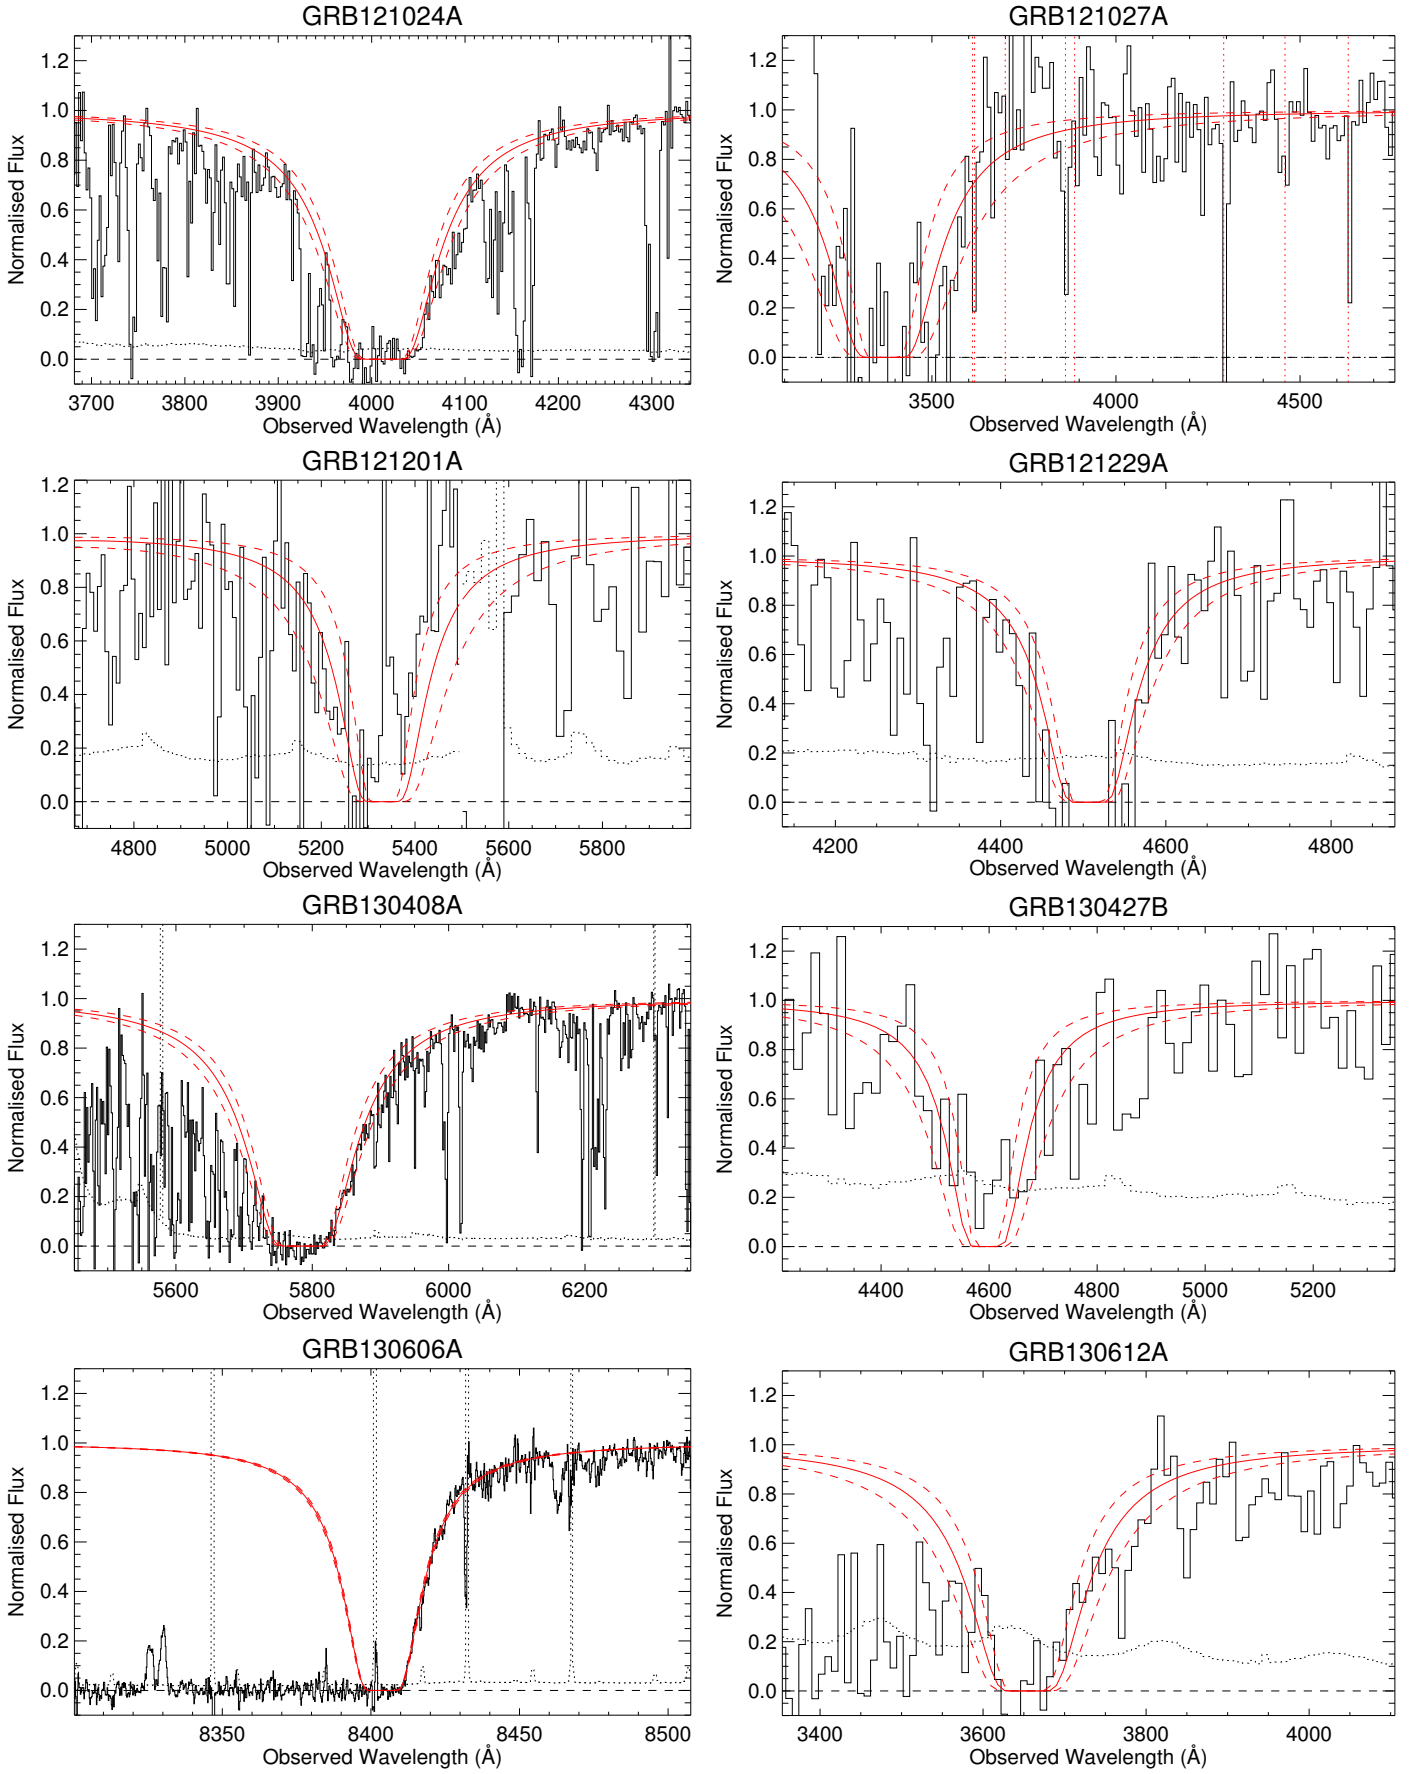 GRB121024A
GRB121027A
Normalised Flux
1.2
1.0
0.8
0.6
0.4
0.2
0.0
3700 3800 3900 4000 4100 4200 4300
Observed Wavelength (Å)
Normalised Flux
1.2
1.0
0.8
0.6
0.4
0.2
0.0
3500 4000 4500
Observed Wavelength (Å)
GRB121201A
GRB121229A
Normalised Flux
1.2
1.0
0.8
0.6
0.4
0.2
0.0
4800 5000 5200 5400 5600 5800
Observed Wavelength (Å)
Normalised Flux
1.2
1.0
0.8
0.6
0.4
0.2
0.0
4200 4400 4600 4800
Observed Wavelength (Å)
GRB130408A
GRB130427B
Normalised Flux
1.2
1.0
0.8
0.6
0.4
0.2
0.0
5600 5800 6000 6200
Observed Wavelength (Å)
Normalised Flux
1.2
1.0
0.8
0.6
0.4
0.2
0.0
4400 4600 4800 5000 5200
Observed Wavelength (Å)
GRB130606A
GRB130612A
Normalised Flux
1.2
1.0
0.8
0.6
0.4
0.2
0.0
8350 8400 8450 8500
Observed Wavelength (Å)
Normalised Flux
1.2
1.0
0.8
0.6
0.4
0.2
0.0
3400 3600 3800 4000
Observed Wavelength (Å)